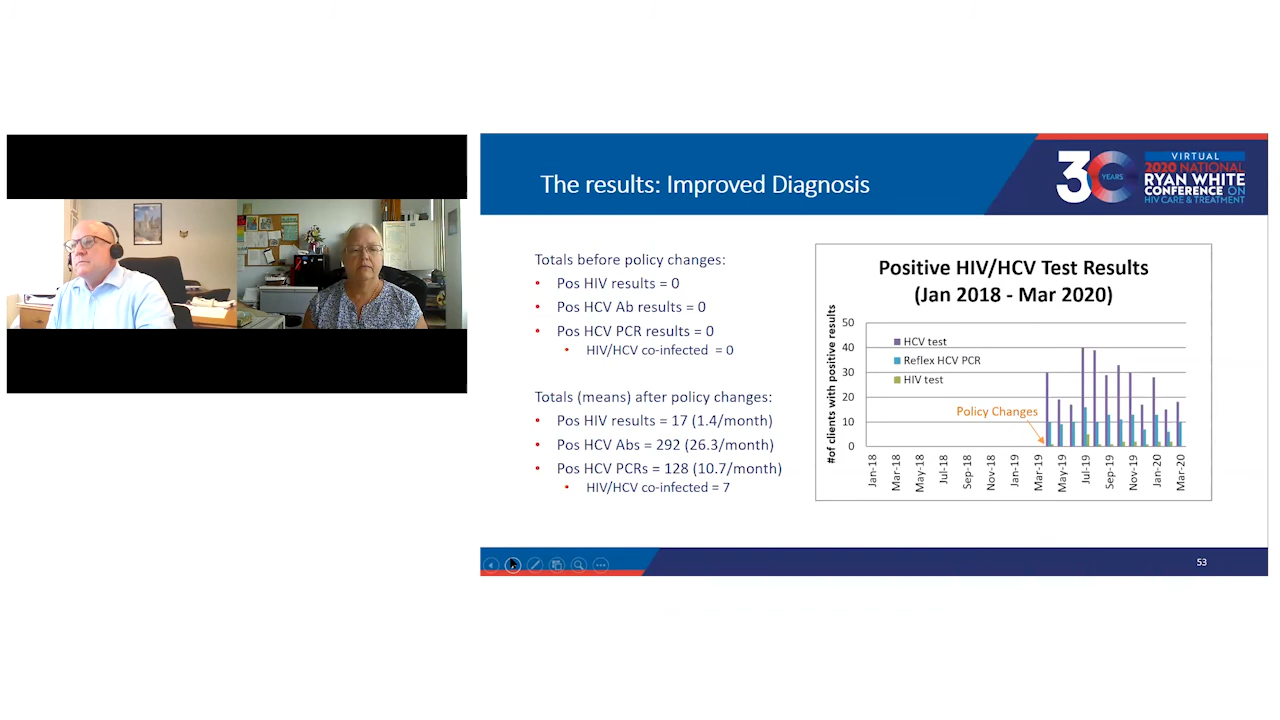 The results: Improved Diagnosis
30
YEARS
VIRTUAL
2020 NATIONAL
RYAN WHITE
CONFERENCE ON
HIV CARE & TREATMENT
Totals before policy changes:
• Pos HIV results = 0
• Pos HCV Ab results = 0
• Pos HCV PCR results = 0
• HIV/HCV co-infected = 0
Totals (means) after policy changes:
• Pos HIV results = 17 (1.4/month)
• Pos HCV Abs = 292 (26.3/month)
• Pos HCV PCRs = 128 (10.7/month)
• HIV/HCV co-infected = 7
Positive HIV/HCV Test Results
(Jan 2018 - Mar 2020)
#of clients with positive results
50
40
30
20
10
0
HCV test
Reflex HCV PCR
HIV test
Policy Changes
Jan-18
Mar-18
May-18
Jul-18
Sep-18
Nov-18
Jan-19
Mar-19
May-19
Jul-19
Sep-19
Nov-19
Jan-20
Mar-20
53